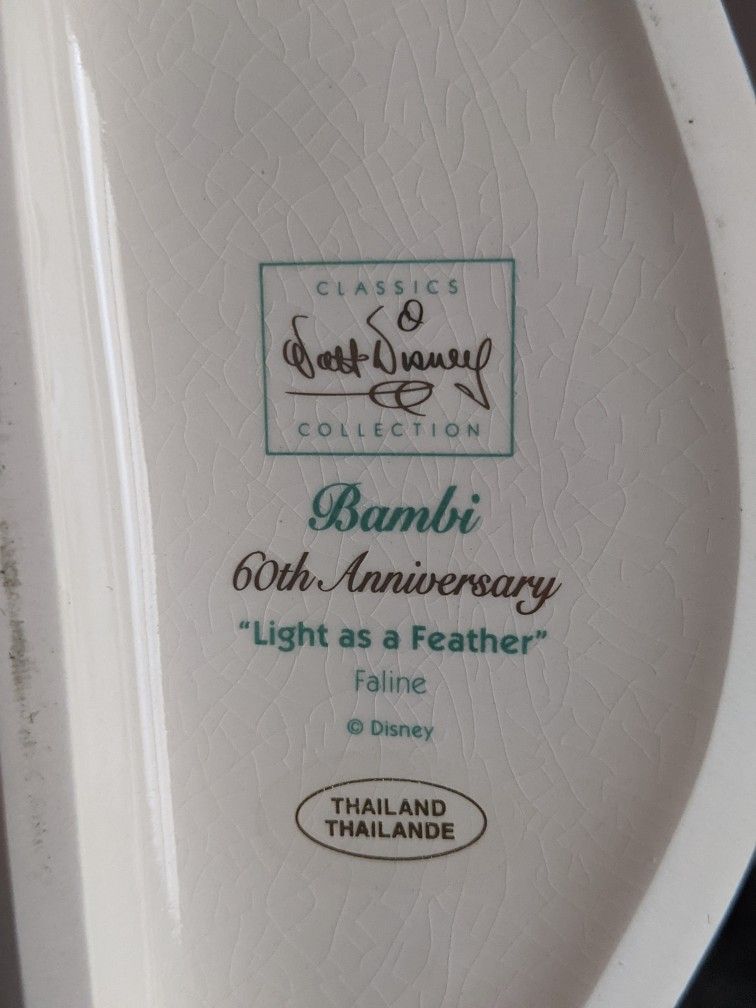 CLASSICS
Walt Disney
COLLECTION
Bambi
60th Anniversary
"Light as a Feather"
Faline
© Disney
THAILAND
THAILANDE